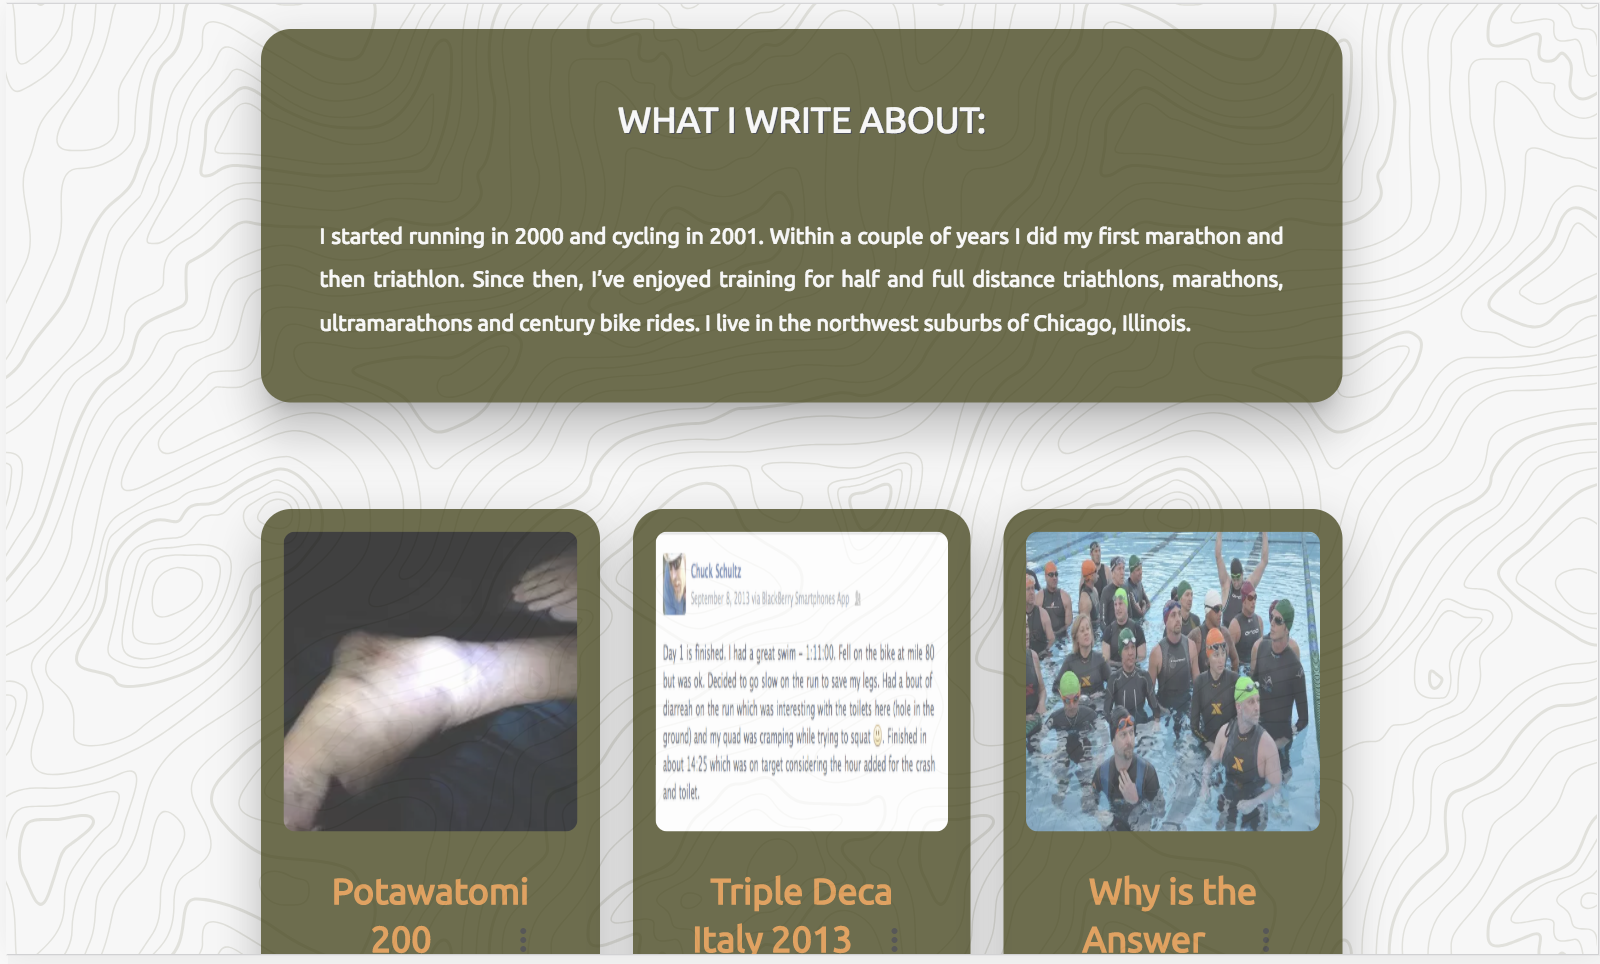 WHAT I WRITE ABOUT:
I started running in 2000 and cycling in 2001. Within a couple of years I did my first marathon and
then triathlon. Since then, I’ve enjoyed training for half and full distance triathlons, marathons,
ultramarathons and century bike rides. I live in the northwest suburbs of Chicago, Illinois.
Chuck Schultz
September 8, 2013 via BlackBerry Smartphones App
Day 1 is finished. I had a great swim – 1:11:00. Fell on the bike at mile 80
but was ok. Decided to go slow on the run to save my legs. Had a bout of
diarreah on the run which was interesting with the toilets here (hole in the
ground) and my quad was cramping while trying to squat 🙂. Finished in
about 14:25 which was on target considering the hour added for the crash
and toilet.
Potawatomi
200
Triple Deca
Italy 2013
Why is the
Answer